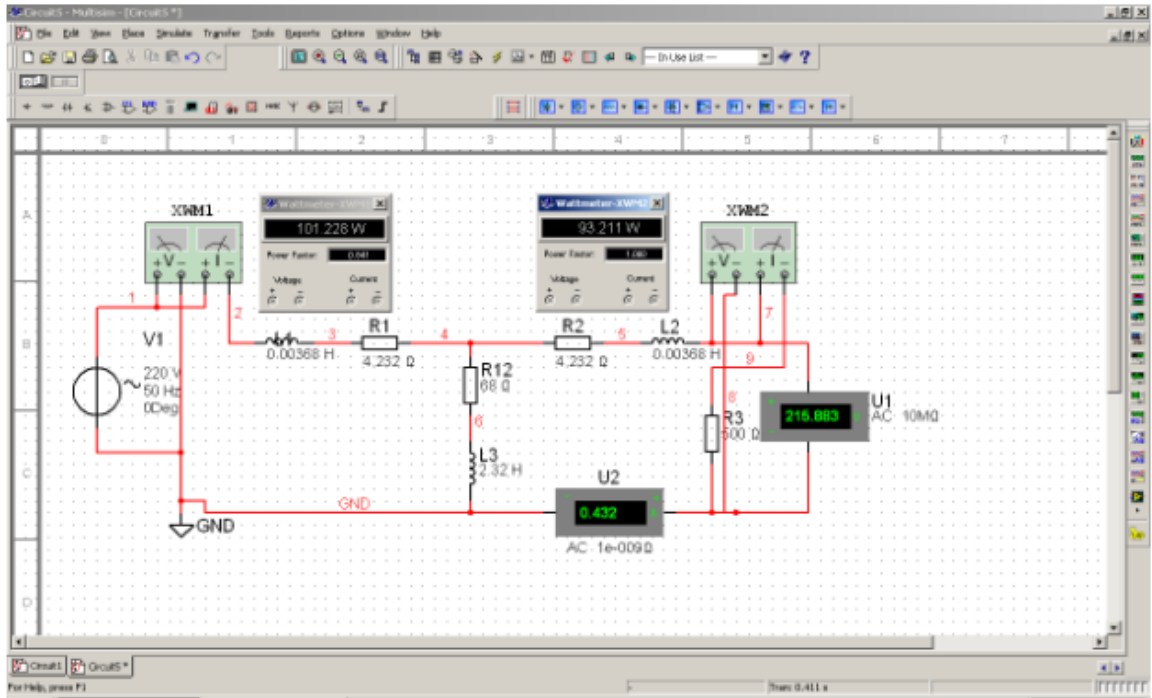 Circuit5 - Multisim - [Circuit5 *]
File Edit View Place Simulate Transfer Tools Reports Options Window Help
-- In Use List --
0 1 2 3 4 5 6 7
A
B
C
D
XWM1
Wattmeter-XWM1
101.228 W
Power Factor:
Voltage Current
+ V - + I -
Wattmeter-XWM2
93.211 W
Power Factor: 1.000
Voltage Current
XWM2
+ V - + I -
1
2
V1
220 V
50 Hz
0Deg
0.00368 H
3
R1
4.232 Ω
4
R2
4.232 Ω
5
L2
0.00368 H
7
9
R12
68 Ω
6
L3
2.32 H
8
R3
500 Ω
U1
215.883
AC 10MΩ
U2
0.432
AC 1e-009Ω
GND
GND
Circuit1 Circuit5 *
For Help, press F1
Tran: 0.411 s